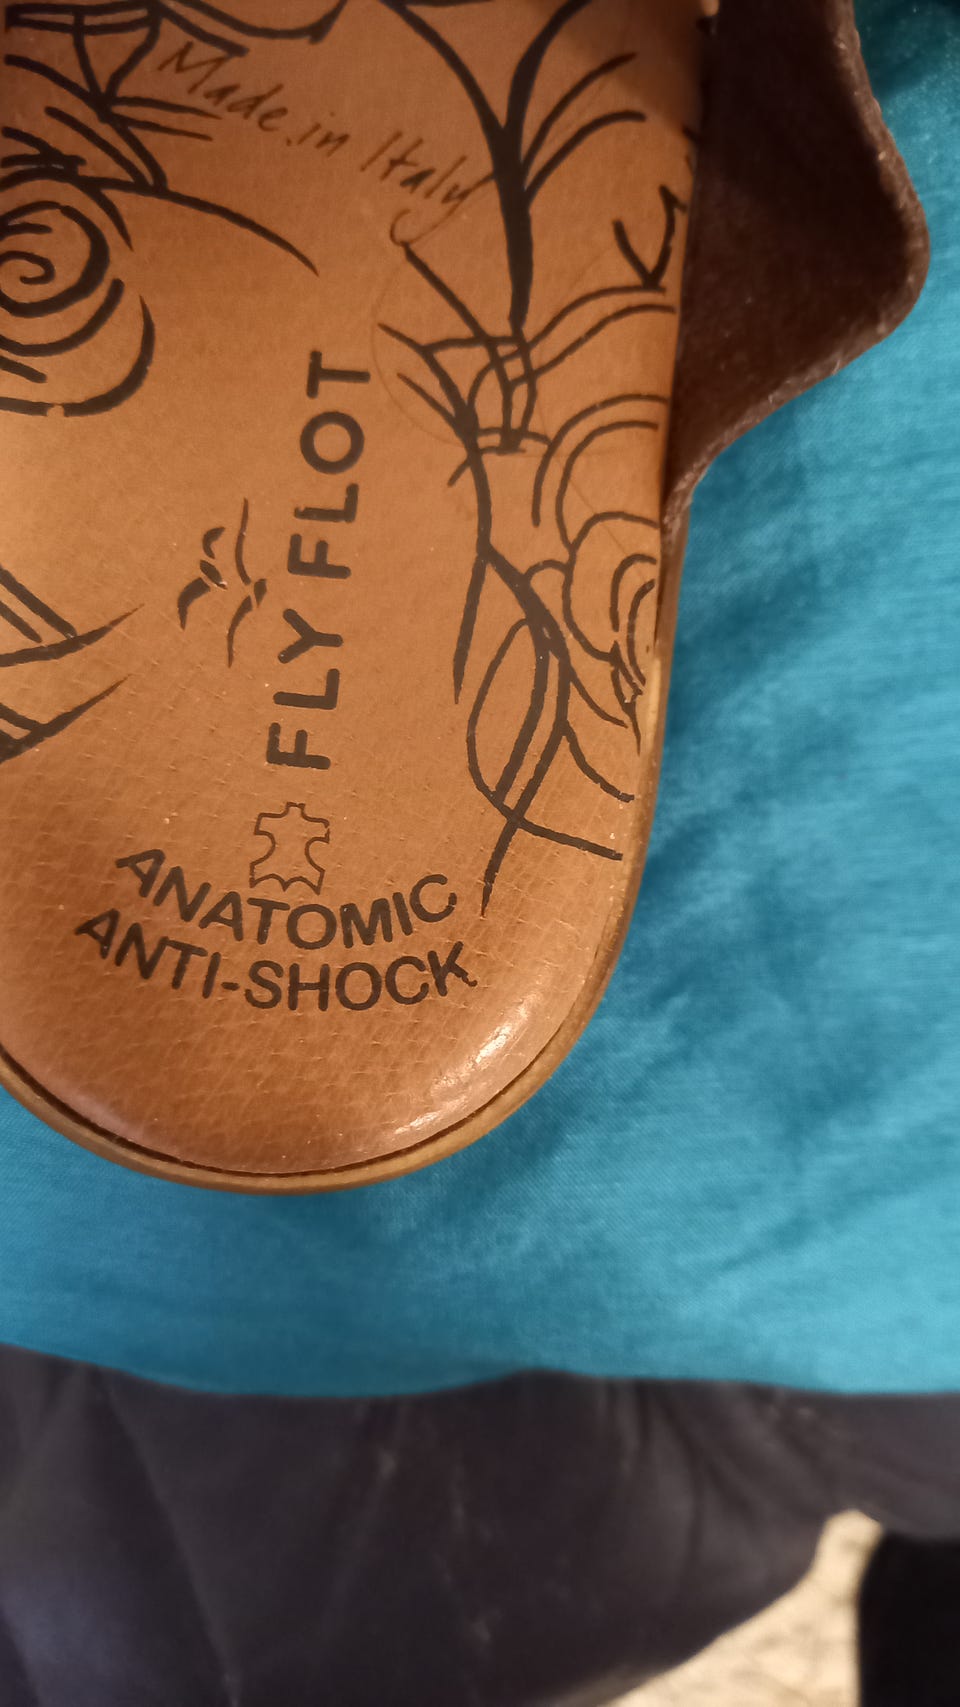 Made in Italy
FLY FLOT
ANATOMIC
ANTI-SHOCK